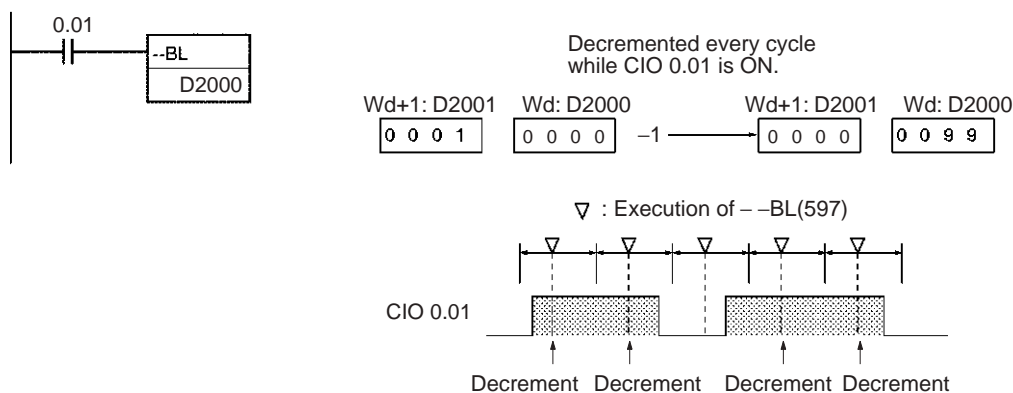 0.01
--BL
D2000
Decremented every cycle
while CIO 0.01 is ON.
Wd+1: D2001 Wd: D2000 Wd+1: D2001 Wd: D2000
0 0 0 1 0 0 0 0 –1 0 0 0 0 0 0 9 9
: Execution of – –BL(597)
CIO 0.01
Decrement Decrement Decrement Decrement